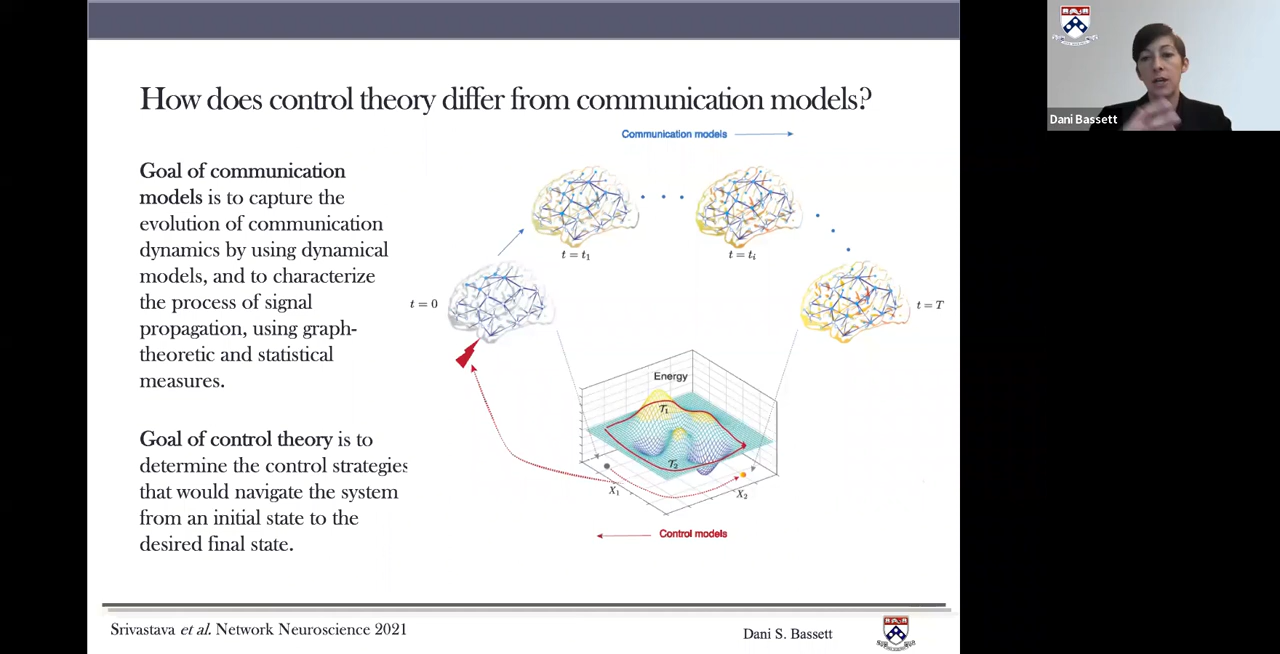 How does control theory differ from communication models?
Communication models
Goal of communication
models is to capture the
evolution of communication
dynamics by using dynamical
models, and to characterize
the process of signal
propagation, using graph-
theoretic and statistical
measures.
Goal of control theory is to
determine the control strategies
that would navigate the system
from an initial state to the
desired final state.
t = t₁
t = tᵢ
t = 0
t = T
Energy
𝒯₁
𝒯₂
X₁
X₂
Control models
Srivastava et al. Network Neuroscience 2021
Dani S. Bassett
Dani Bassett